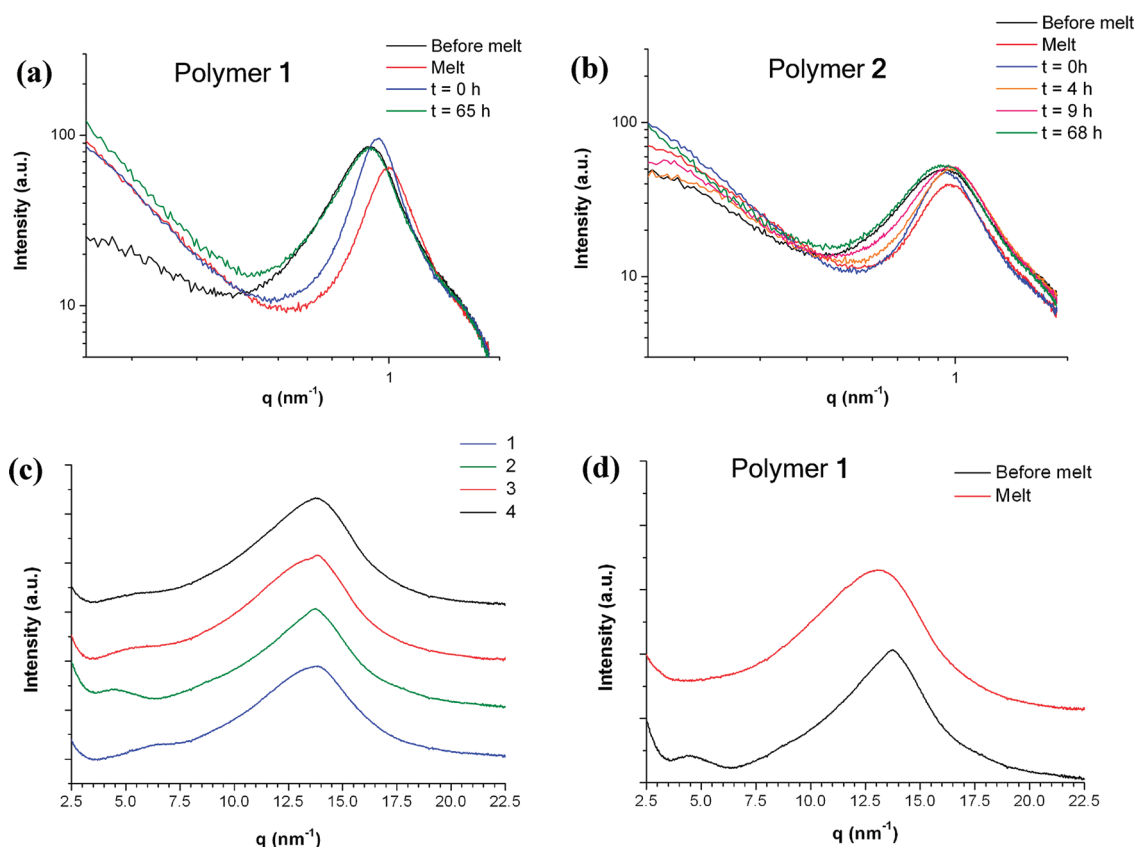 (a)
Polymer 1
Before melt
Melt
t = 0 h
t = 65 h
100
10
Intensity (a.u.)
1
q (nm-1)
(b)
Polymer 2
Before melt
Melt
t = 0h
t = 4 h
t = 9 h
t = 68 h
100
10
Intensity (a.u.)
1
q (nm-1)
(c)
1
2
3
4
Intensity (a.u.)
2.5 5.0 7.5 10.0 12.5 15.0 17.5 20.0 22.5
q (nm-1)
(d)
Polymer 1
Before melt
Melt
Intensity (a.u.)
2.5 5.0 7.5 10.0 12.5 15.0 17.5 20.0 22.5
q (nm-1)